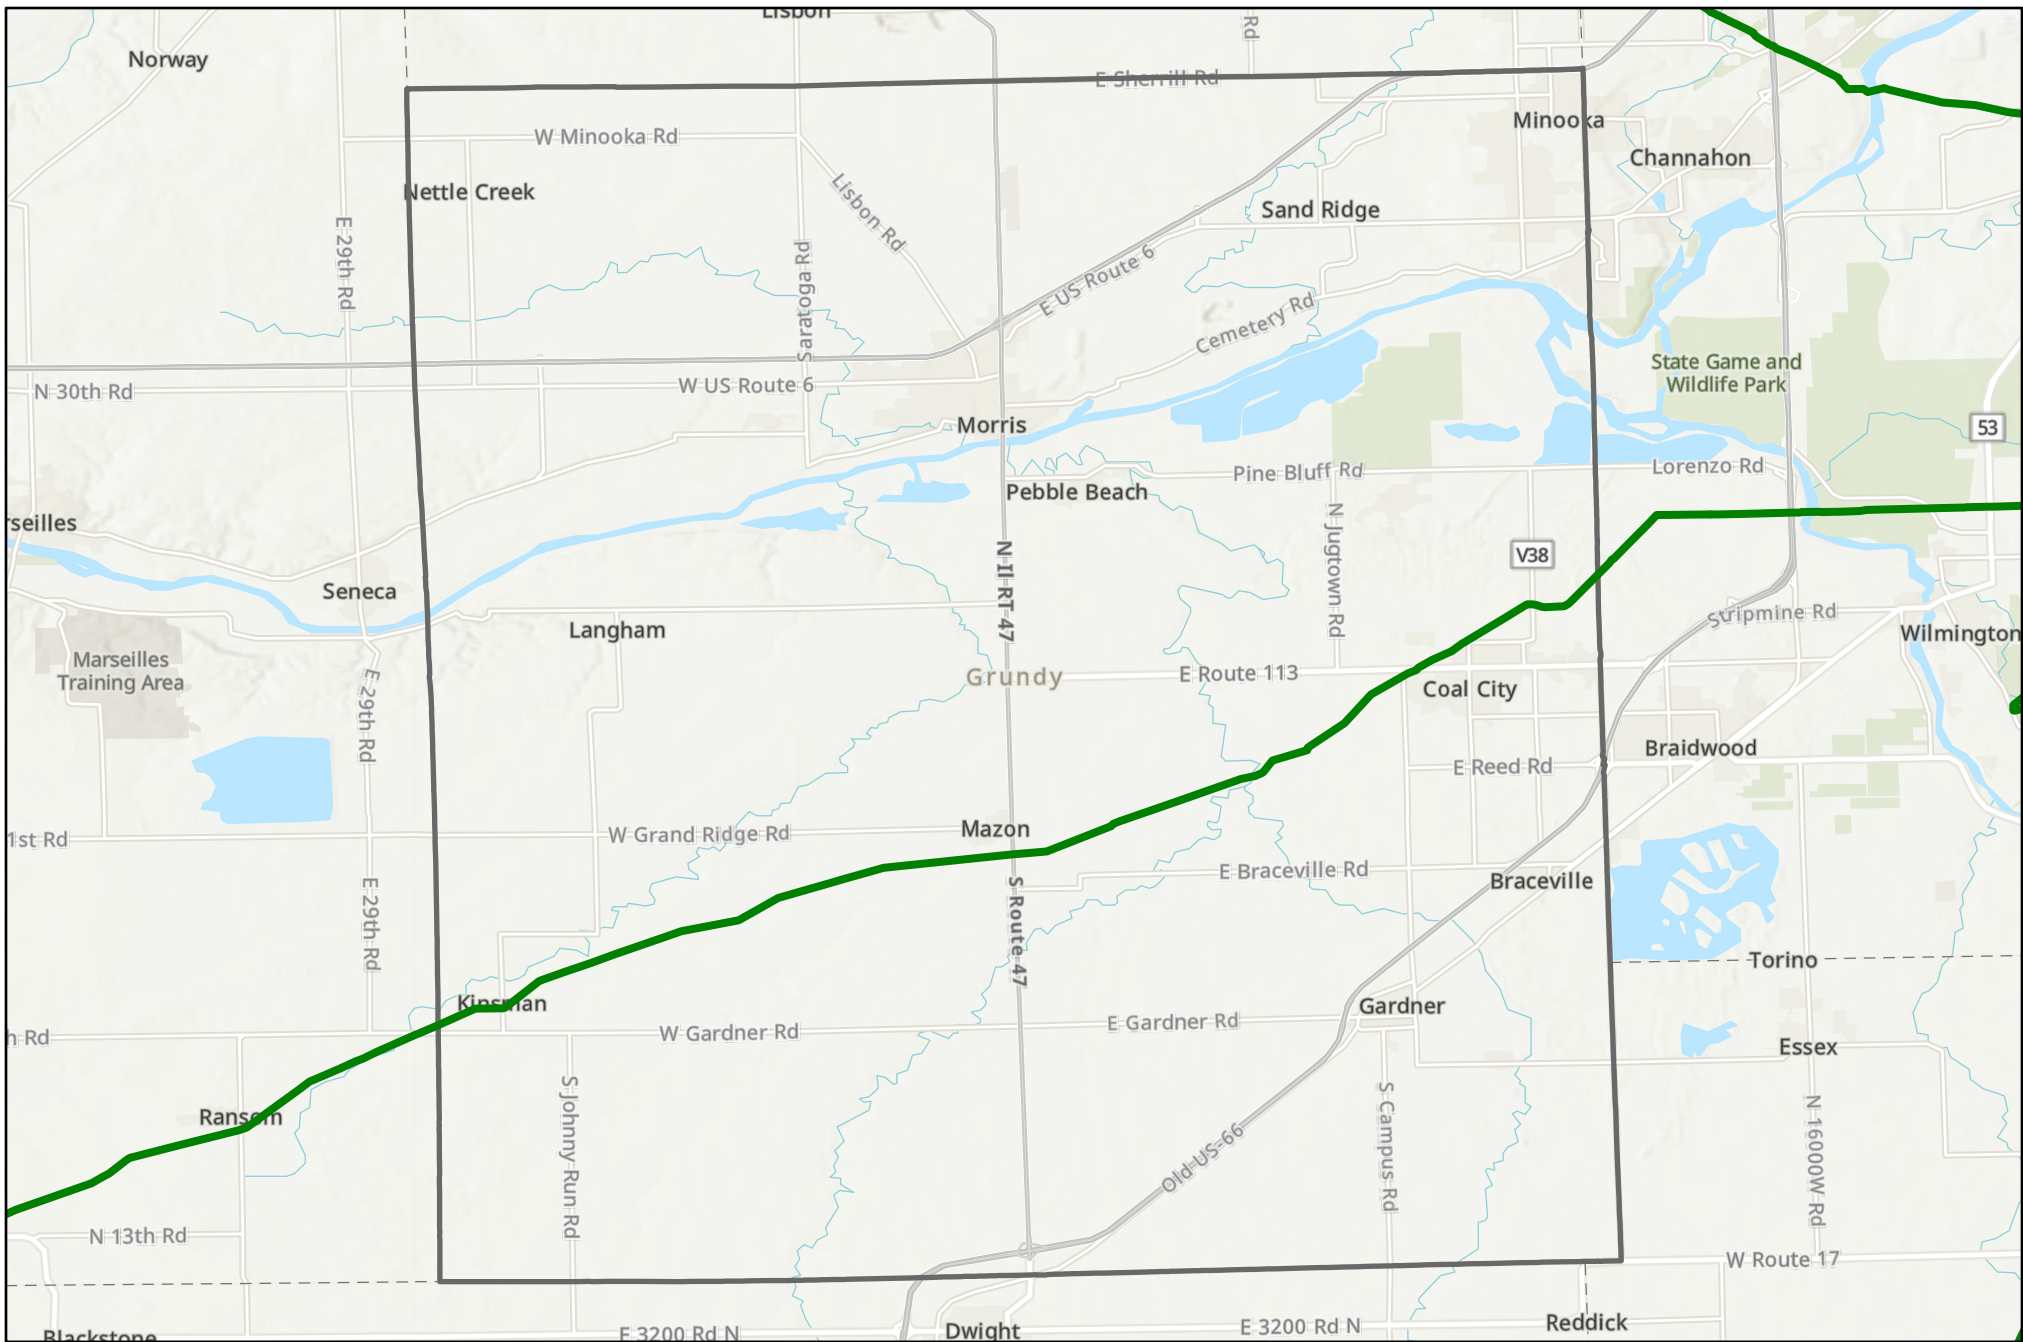 Lisbon
Rd
Norway
E Sherrill Rd
Minooka
W Minooka Rd
Channahon
Nettle Creek
Lisbon Rd
Sand Ridge
E 29th Rd
Saratoga Rd
E US Route 6
Cemetery Rd
State Game and
Wildlife Park
N 30th Rd
W US Route 6
Morris
53
Pine Bluff Rd
Lorenzo Rd
Pebble Beach
rseilles
N Jugtown Rd
V38
N Il RT 47
Seneca
Langham
Stripmine Rd
Wilmington
Marseilles
Training Area
E 29th Rd
Grundy
E Route 113
Coal City
Braidwood
E Reed Rd
1st Rd
W Grand Ridge Rd
Mazon
E Braceville Rd
Braceville
E 29th Rd
S Route 47
Torino
Kinsman
Gardner
h Rd
W Gardner Rd
E Gardner Rd
Essex
Ransom
S Johnny Run Rd
S Campus Rd
N 16000W Rd
Old US-66
N 13th Rd
W Route 17
Blackstone
E 3200 Rd N
Dwight
E 3200 Rd N
Reddick